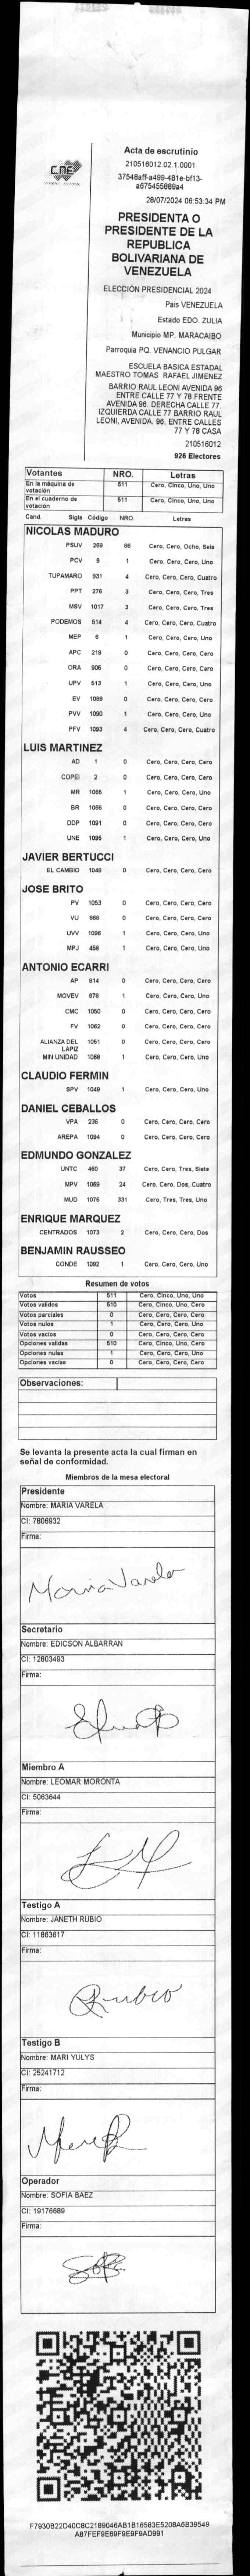 CNE
Acta de escrutinio
210516012.02.1.0001
37548aff-a499-481e-bf13-
a675455889a4
28/07/2024 06:53:34 PM
PRESIDENTA O
PRESIDENTE DE LA
REPUBLICA
BOLIVARIANA DE
VENEZUELA
ELECCIÓN PRESIDENCIAL 2024
País VENEZUELA
Estado EDO. ZULIA
Municipio MP. MARACAIBO
Parroquia PQ. VENANCIO PULGAR
ESCUELA BASICA ESTADAL
MAESTRO TOMAS RAFAEL JIMENEZ
BARRIO RAUL LEONI AVENIDA 96
ENTRE CALLE 77 Y 78 FRENTE
AVENIDA 96. DERECHA CALLE 77.
IZQUIERDA CALLE 77 BARRIO RAUL
LEONI, AVENIDA. 96, ENTRE CALLES
77 Y 78 CASA
210516012
926 Electores
Votantes NRO. Letras
En la máquina de votación 511 Cero, Cinco, Uno, Uno
En el cuaderno de votación 511 Cero, Cinco, Uno, Uno
Cand. Sigla Código NRO. Letras
NICOLAS MADURO
PSUV 269 86 Cero, Cero, Ocho, Seis
PCV 9 1 Cero, Cero, Cero, Uno
TUPAMARO 931 4 Cero, Cero, Cero, Cuatro
PPT 276 3 Cero, Cero, Cero, Tres
MSV 1017 3 Cero, Cero, Cero, Tres
PODEMOS 514 4 Cero, Cero, Cero, Cuatro
MEP 6 1 Cero, Cero, Cero, Uno
APC 219 0 Cero, Cero, Cero, Cero
ORA 906 0 Cero, Cero, Cero, Cero
UPV 513 1 Cero, Cero, Cero, Uno
EV 1089 0 Cero, Cero, Cero, Cero
PVV 1090 1 Cero, Cero, Cero, Uno
PFV 1093 4 Cero, Cero, Cero, Cuatro
LUIS MARTINEZ
AD 1 0 Cero, Cero, Cero, Cero
COPEI 2 0 Cero, Cero, Cero, Cero
MR 1065 1 Cero, Cero, Cero, Uno
BR 1066 0 Cero, Cero, Cero, Cero
DDP 1091 0 Cero, Cero, Cero, Cero
UNE 1095 1 Cero, Cero, Cero, Uno
JAVIER BERTUCCI
EL CAMBIO 1048 0 Cero, Cero, Cero, Cero
JOSE BRITO
PV 1053 0 Cero, Cero, Cero, Cero
VU 868 0 Cero, Cero, Cero, Cero
UVV 1096 1 Cero, Cero, Cero, Uno
MPJ 458 1 Cero, Cero, Cero, Uno
ANTONIO ECARRI
AP 814 0 Cero, Cero, Cero, Cero
MOVEV 878 1 Cero, Cero, Cero, Uno
CMC 1050 0 Cero, Cero, Cero, Cero
FV 1062 0 Cero, Cero, Cero, Cero
ALIANZA DEL LAPIZ 1051 0 Cero, Cero, Cero, Cero
MIN UNIDAD 1068 1 Cero, Cero, Cero, Uno
CLAUDIO FERMIN
SPV 1049 1 Cero, Cero, Cero, Uno
DANIEL CEBALLOS
VPA 236 0 Cero, Cero, Cero, Cero
AREPA 1094 0 Cero, Cero, Cero, Cero
EDMUNDO GONZALEZ
UNTC 460 37 Cero, Cero, Tres, Siete
MPV 1069 24 Cero, Cero, Dos, Cuatro
MUD 1075 331 Cero, Tres, Tres, Uno
ENRIQUE MARQUEZ
CENTRADOS 1073 2 Cero, Cero, Cero, Dos
BENJAMIN RAUSSEO
CONDE 1092 1 Cero, Cero, Cero, Uno
Resumen de votos
Votos 511 Cero, Cinco, Uno, Uno
Votos validos 510 Cero, Cinco, Uno, Cero
Votos parciales 0 Cero, Cero, Cero, Cero
Votos nulos 1 Cero, Cero, Cero, Uno
Votos vacios 0 Cero, Cero, Cero, Cero
Opciones validas 510 Cero, Cinco, Uno, Cero
Opciones nulas 1 Cero, Cero, Cero, Uno
Opciones vacías 0 Cero, Cero, Cero, Cero
Observaciones:
Se levanta la presente acta la cual firman en
señal de conformidad.
Miembros de la mesa electoral
Presidente
Nombre: MARIA VARELA
CI: 7806932
Firma:
Maria Varela
Secretario
Nombre: EDICSON ALBARRAN
CI: 12803493
Firma:
Miembro A
Nombre: LEOMAR MORONTA
CI: 5063644
Firma:
Testigo A
Nombre: JANETH RUBIO
CI: 11863617
Firma:
Rubio
Testigo B
Nombre: MARI YULYS
CI: 25241712
Firma:
Operador
Nombre: SOFIA BAEZ
CI: 19176689
Firma:
F7930B22D40C8C2189046AB1B16583E5208A6B39549
A87FEF9E69F9E9F9AD991